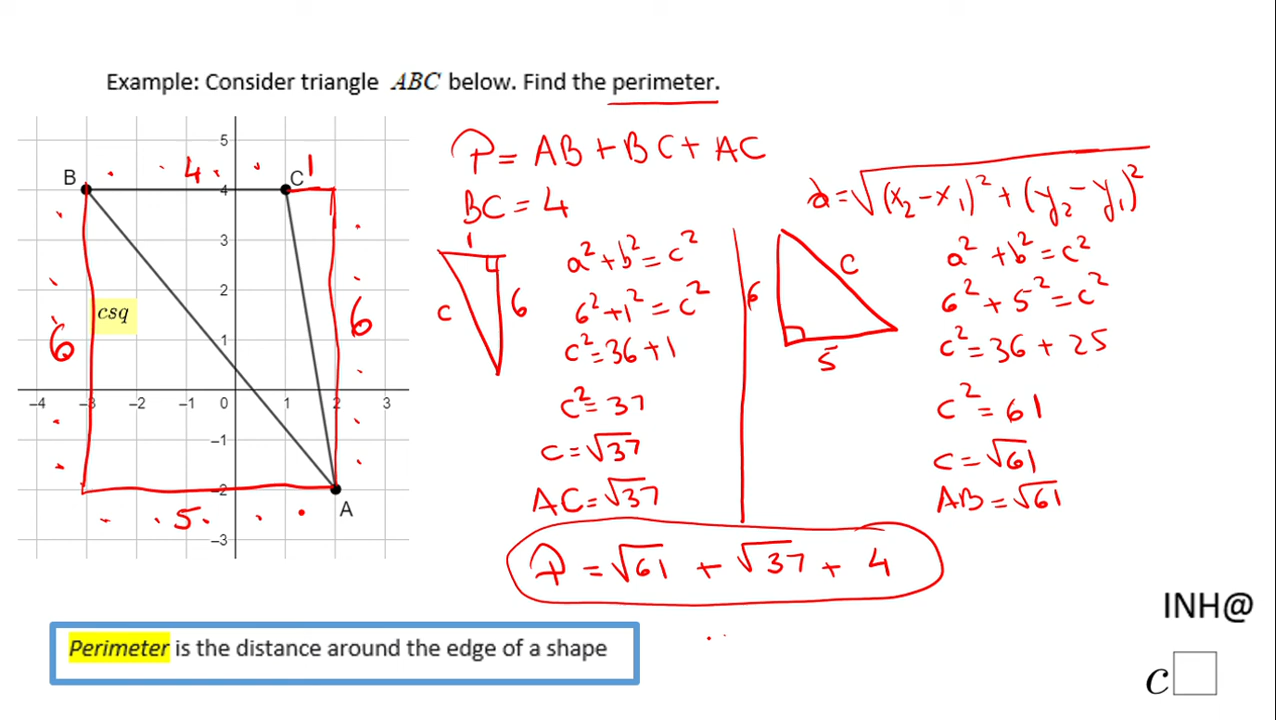 Example: Consider triangle ABC below. Find the perimeter.
P = AB + BC + AC
BC = 4
d = √(x₂ - x₁)² + (y₂ - y₁)²
5
B
4
C
1
4
3
2
1
6
csq
6
-4 -3 -2 -1 0 1 2 3
-1
-2
A
5
-3
1
c
6
a² + b² = c²
6² + 1² = c²
c² = 36 + 1
c² = 37
c = √37
AC = √37
6
c
5
a² + b² = c²
6² + 5² = c²
c² = 36 + 25
c² = 61
c = √61
AB = √61
P = √61 + √37 + 4
Perimeter is the distance around the edge of a shape
INH@
c